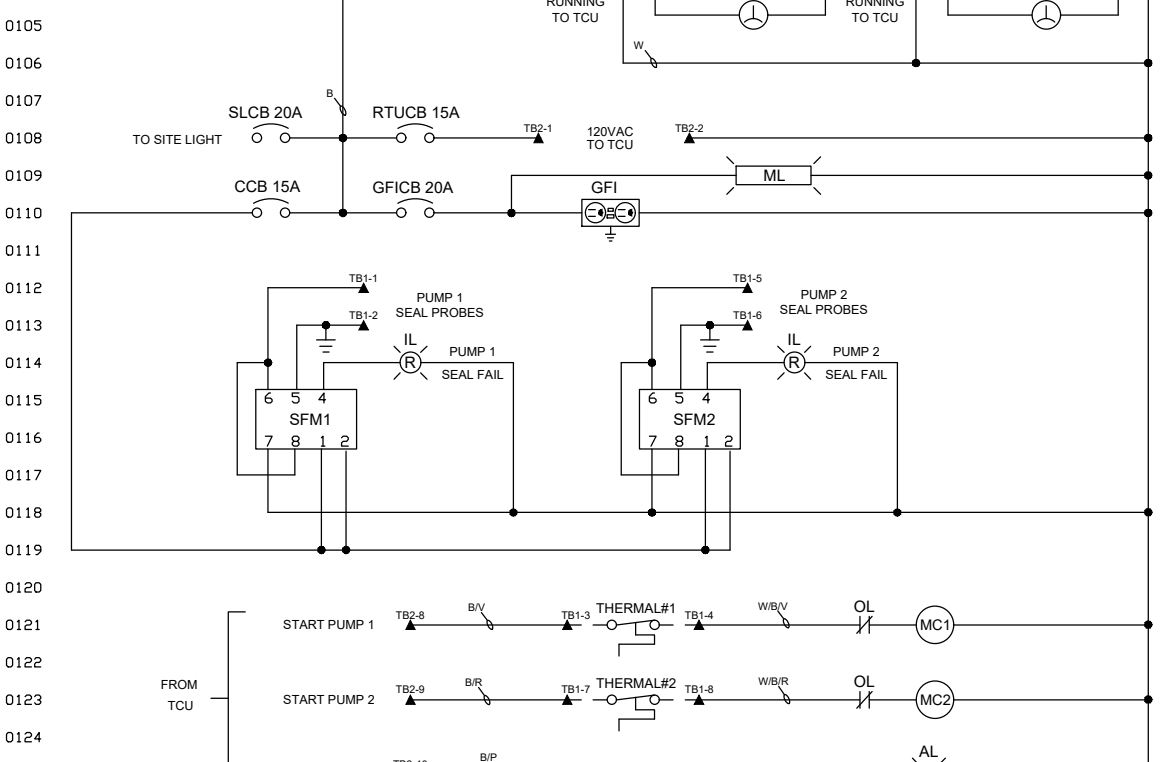 RUNNING
TO TCU
RUNNING
TO TCU
0105
W
0106
B
0107
SLCB 20A
RTUCB 15A
0108
TO SITE LIGHT
TB2-1
120VAC
TO TCU
TB2-2
0109
ML
CCB 15A
GFICB 20A
GFI
0110
0111
TB1-1
TB1-5
0112
PUMP 1
SEAL PROBES
PUMP 2
SEAL PROBES
TB1-2
TB1-6
0113
IL
IL
0114
R
PUMP 1
SEAL FAIL
R
PUMP 2
SEAL FAIL
0115
6 5 4
6 5 4
SFM1
SFM2
0116
7 8 1 2
7 8 1 2
0117
0118
0119
0120
0121
START PUMP 1
TB2-8
B/V
TB1-3
THERMAL#1
TB1-4
W/B/V
OL
MC1
0122
FROM
TCU
0123
START PUMP 2
TB2-9
B/R
TB1-7
THERMAL#2
TB1-8
W/B/R
OL
MC2
0124
B/P
AL